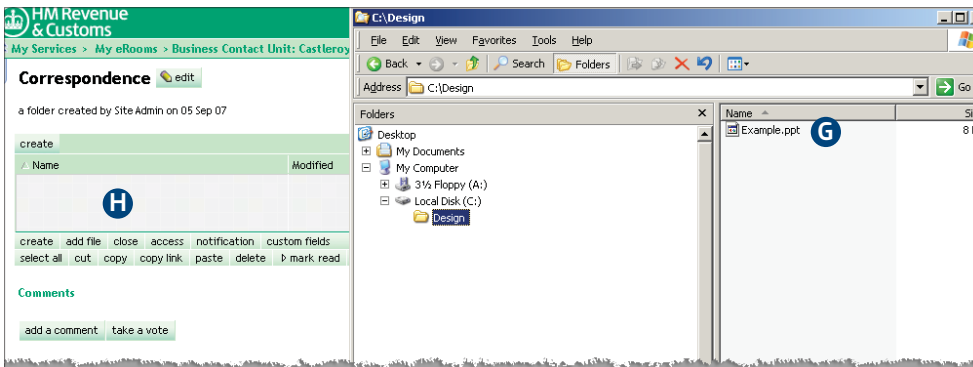 HM Revenue
& Customs
My Services > My eRooms > Business Contact Unit: Castleroy
Correspondence edit
a folder created by Site Admin on 05 Sep 07
create
Name Modified
H
create add file close access notification custom fields
select all cut copy copy link paste delete mark read
Comments
add a comment take a vote
C:\Design
File Edit View Favorites Tools Help
Back Search Folders
Address C:\Design Go
Folders x
Desktop
My Documents
My Computer
3½ Floppy (A:)
Local Disk (C:)
Design
Name Si
Example.ppt G 8